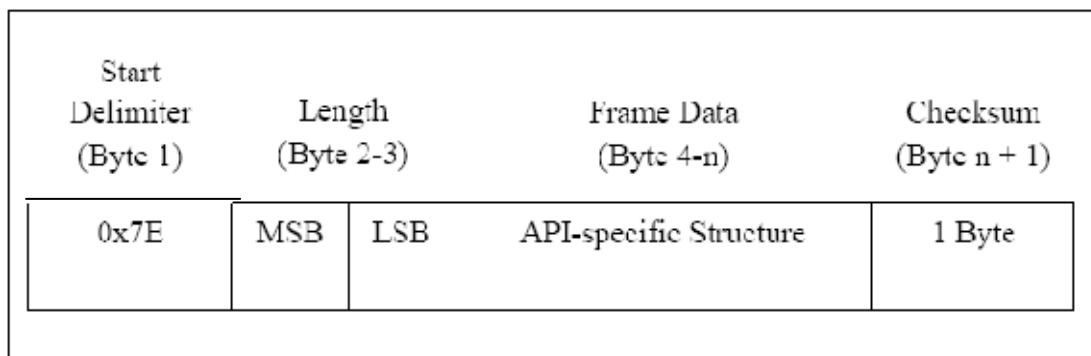 Start
Delimiter
(Byte 1)
Length
(Byte 2-3)
Frame Data
(Byte 4-n)
Checksum
(Byte n + 1)
0x7E
MSB
LSB
API-specific Structure
1 Byte